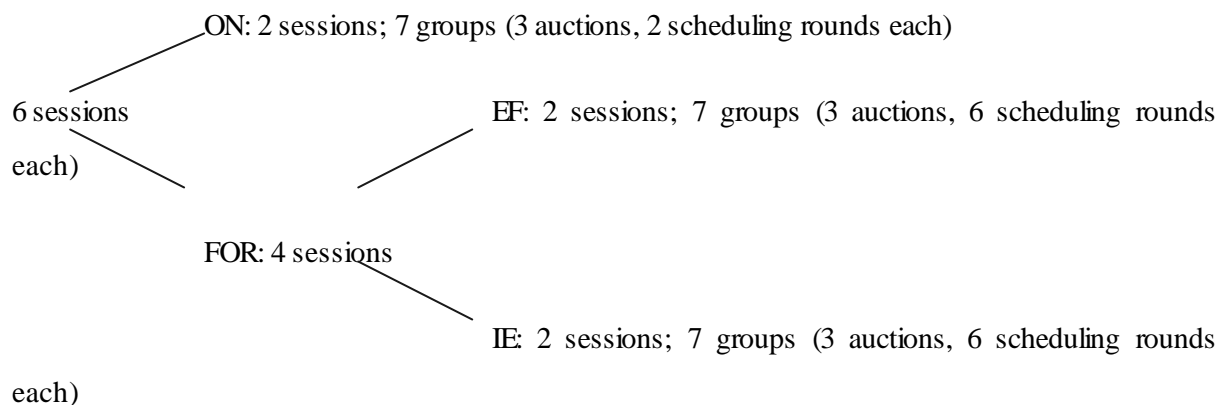 ON: 2 sessions; 7 groups (3 auctions, 2 scheduling rounds each)
6 sessions
EF: 2 sessions; 7 groups (3 auctions, 6 scheduling rounds
each)
FOR: 4 sessions
IE: 2 sessions; 7 groups (3 auctions, 6 scheduling rounds
each)